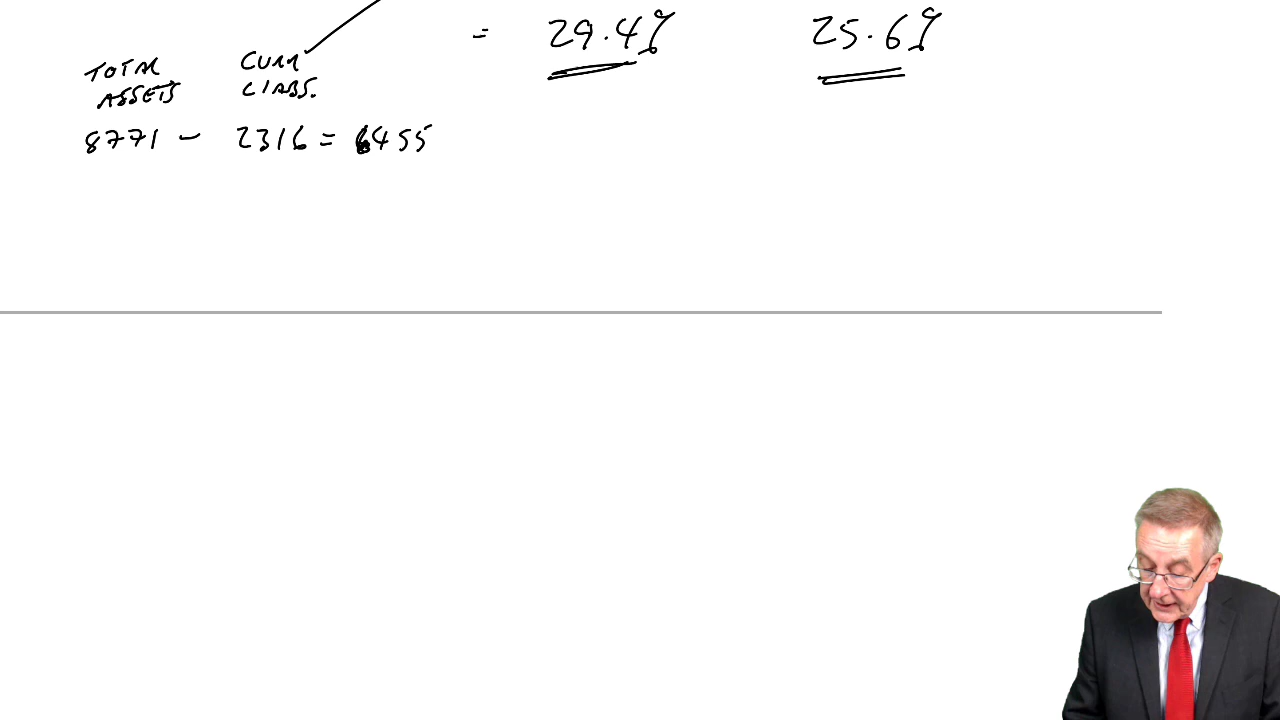 = 29.4% 25.6%
TOTAL CURR
ASSETS LIABS.
8771 - 2316 = 6455